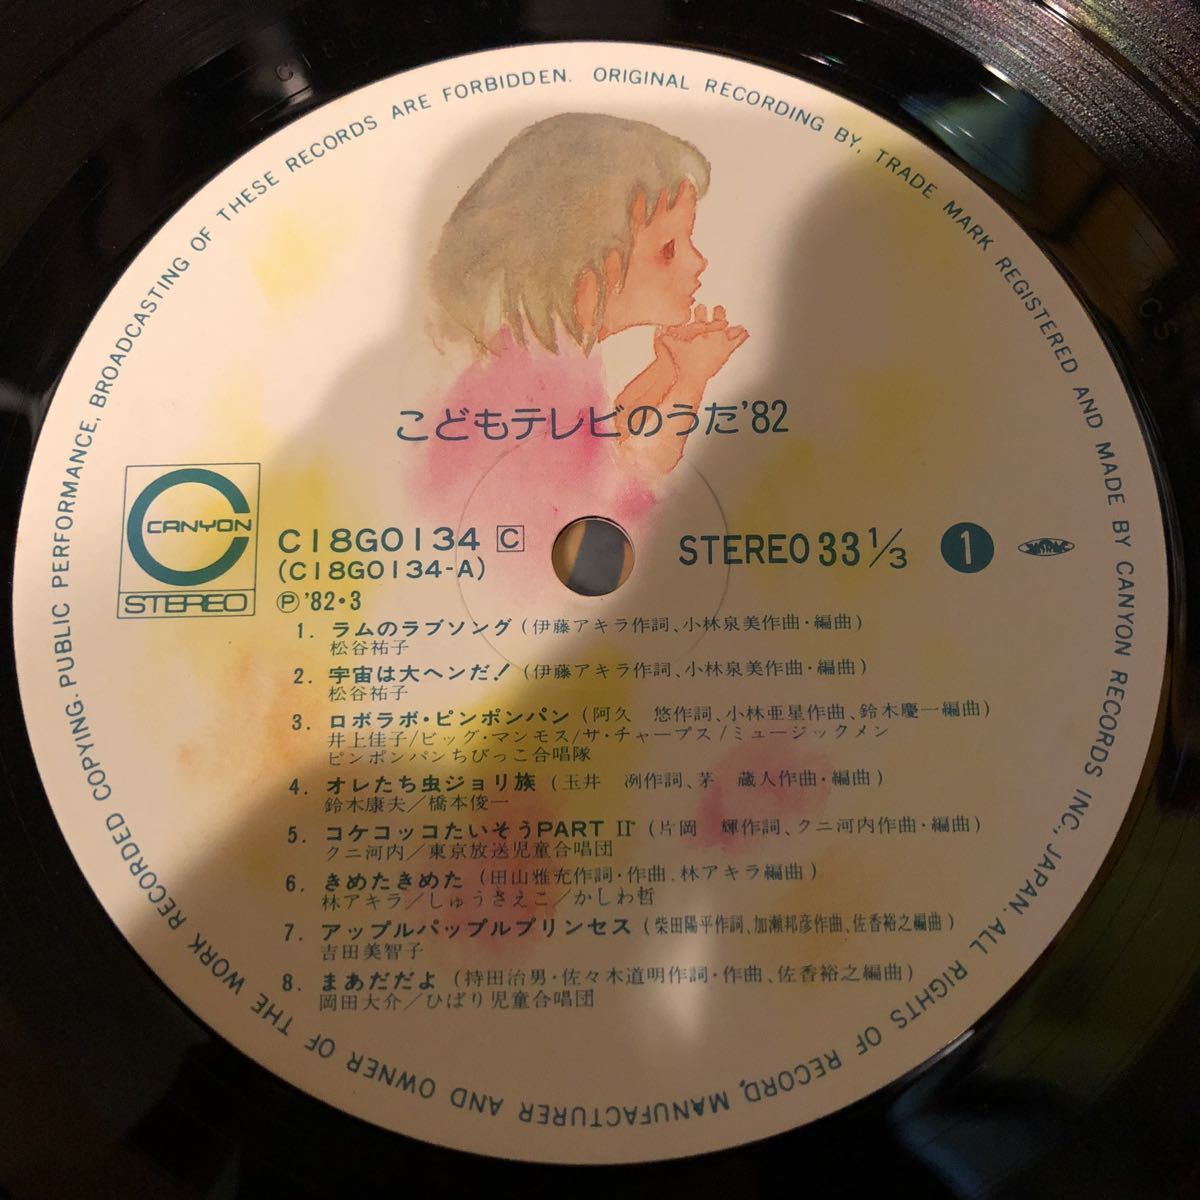 WORK RECORDED COPYING. PUBLIC PERFORMANCE, BROADCASTING OF THESE RECORDS ARE FORBIDDEN. ORIGINAL RECORDING BY, TRADE MARK REGISTERED AND MADE BY CANYON RECORDS INC., JAPAN. ALL RIGHTS OF RECORD, MANUFACTURER AND OWNER OF THE
こどもテレビのうた'82
CANYON
STEREO
C18G0134 C
(C18G0134-A)
Ⓟ'82・3
STEREO 33 1/3
1
1. ラムのラブソング (伊藤アキラ作詞、小林泉美作曲・編曲)
松谷祐子
2. 宇宙は大ヘンだ! (伊藤アキラ作詞、小林泉美作曲・編曲)
松谷祐子
3. ロボラボ・ピンポンパン (阿久 悠作詞、小林亜星作曲、鈴木慶一編曲)
井上佳子/ビッグ・マンモス/ザ・チャープス/ミュージックメン
ピンポンパンちびっこ合唱隊
4. オレたち虫ジョリ族 (玉井 冽作詞、茅 蔵人作曲・編曲)
鈴木康夫/橋本俊一
5. コケコッコたいそうPART II (片岡 輝作詞、クニ河内作曲・編曲)
クニ河内/東京放送児童合唱団
6. きめたきめた (田山雅充作詞・作曲、林アキラ編曲)
林アキラ/しゅうさえこ/かしわ哲
7. アップルパップルプリンセス (柴田陽平作詞、加瀬邦彦作曲、佐香裕之編曲)
吉田美智子
8. まあだだよ (持田治男・佐々木道明作詞・作曲、佐香裕之編曲)
岡田大介/ひばり児童合唱団